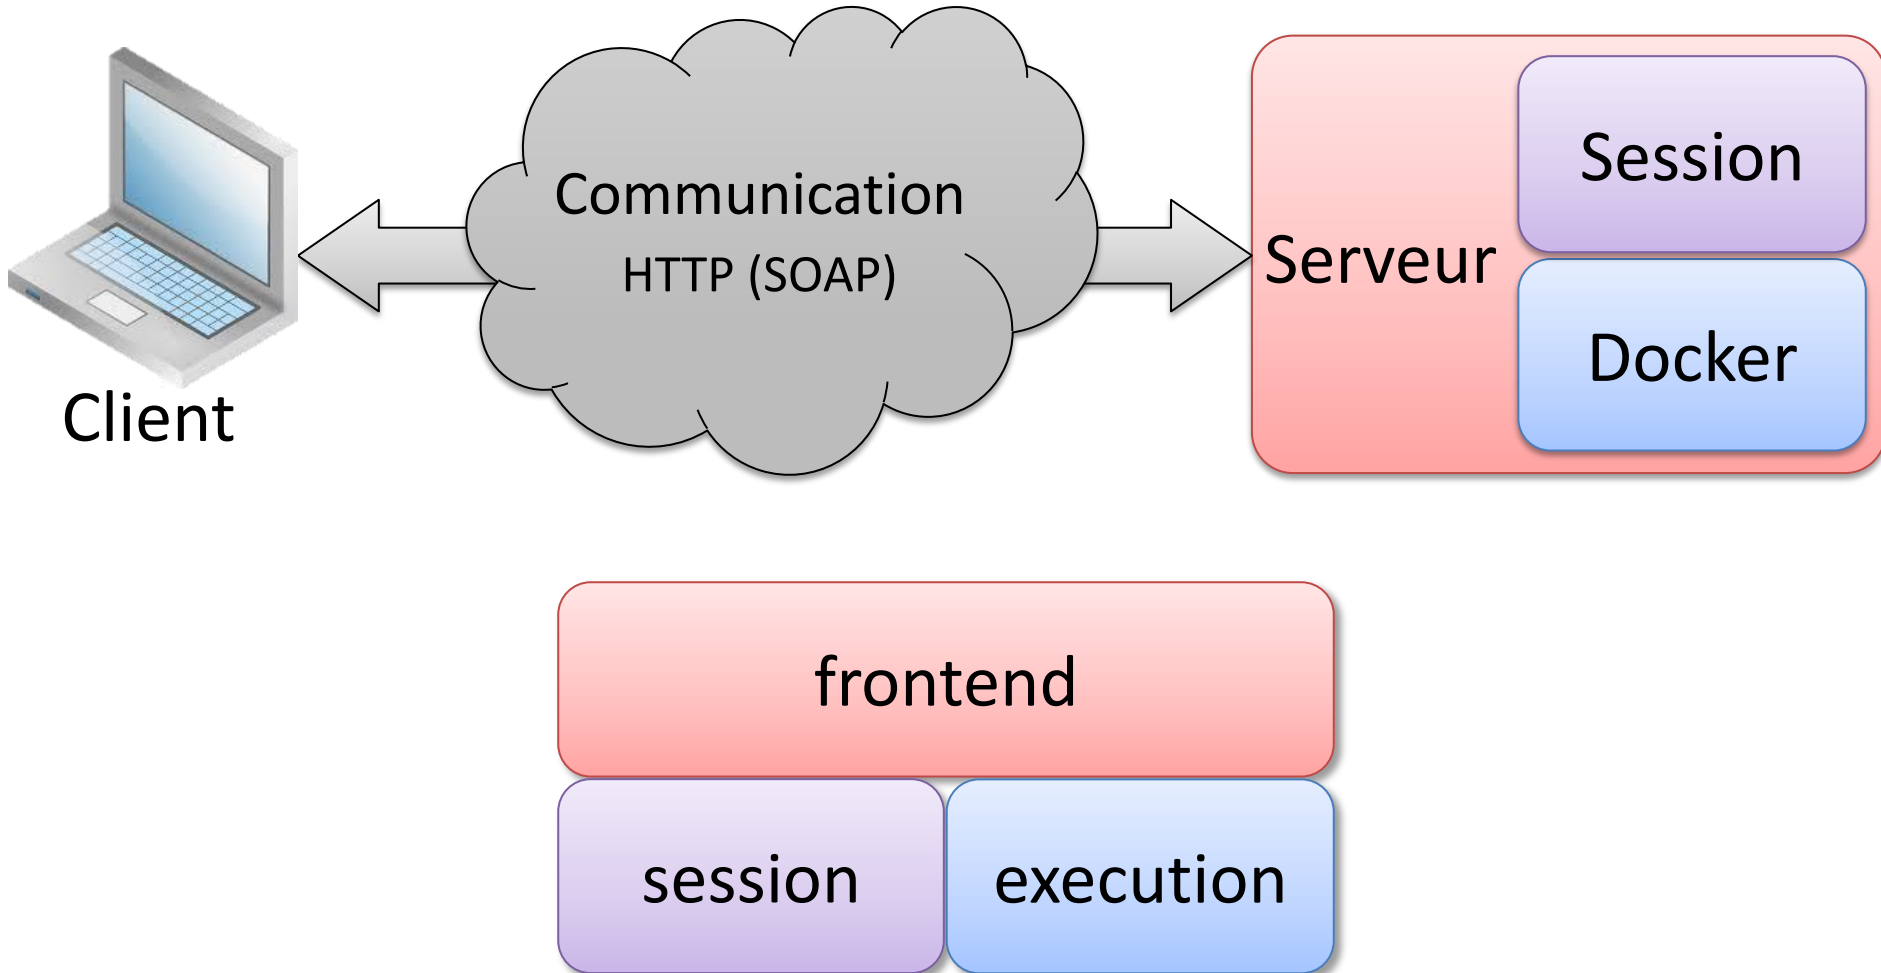 Client
Communication
HTTP (SOAP)
Serveur
Session
Docker
frontend
session
execution